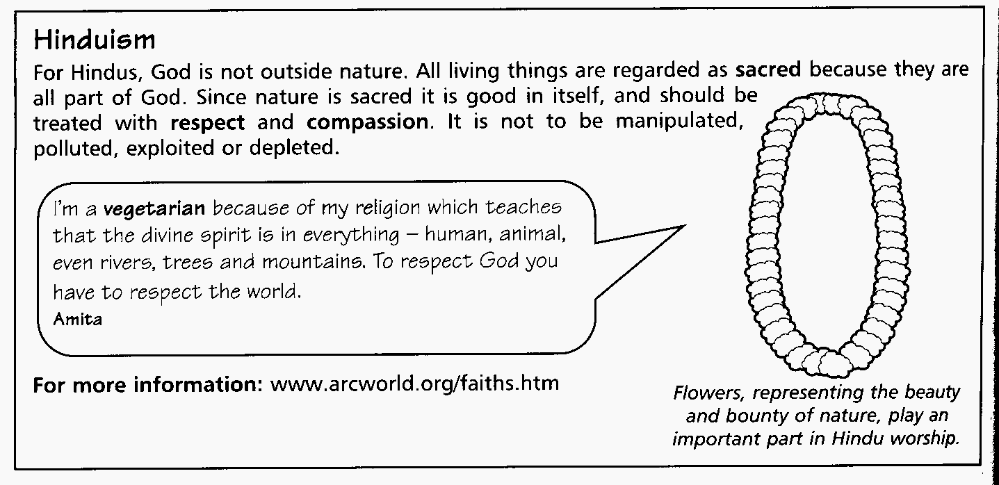 Hinduism
For Hindus, God is not outside nature. All living things are regarded as sacred because they are
all part of God. Since nature is sacred it is good in itself, and should be
treated with respect and compassion. It is not to be manipulated,
polluted, exploited or depleted.
I'm a vegetarian because of my religion which teaches
that the divine spirit is in everything – human, animal,
even rivers, trees and mountains. To respect God you
have to respect the world.
Amita
For more information: www.arcworld.org/faiths.htm
Flowers, representing the beauty
and bounty of nature, play an
important part in Hindu worship.